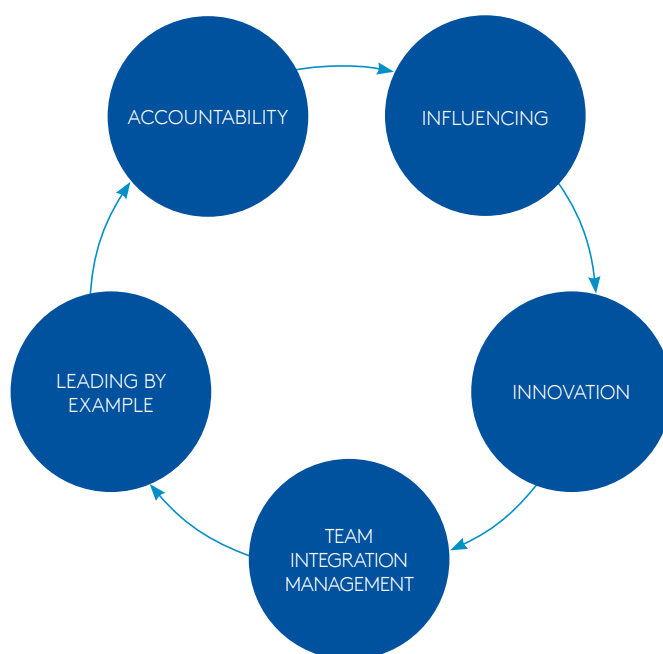 ACCOUNTABILITY
INFLUENCING
INNOVATION
TEAM
INTEGRATION
MANAGEMENT
LEADING BY
EXAMPLE